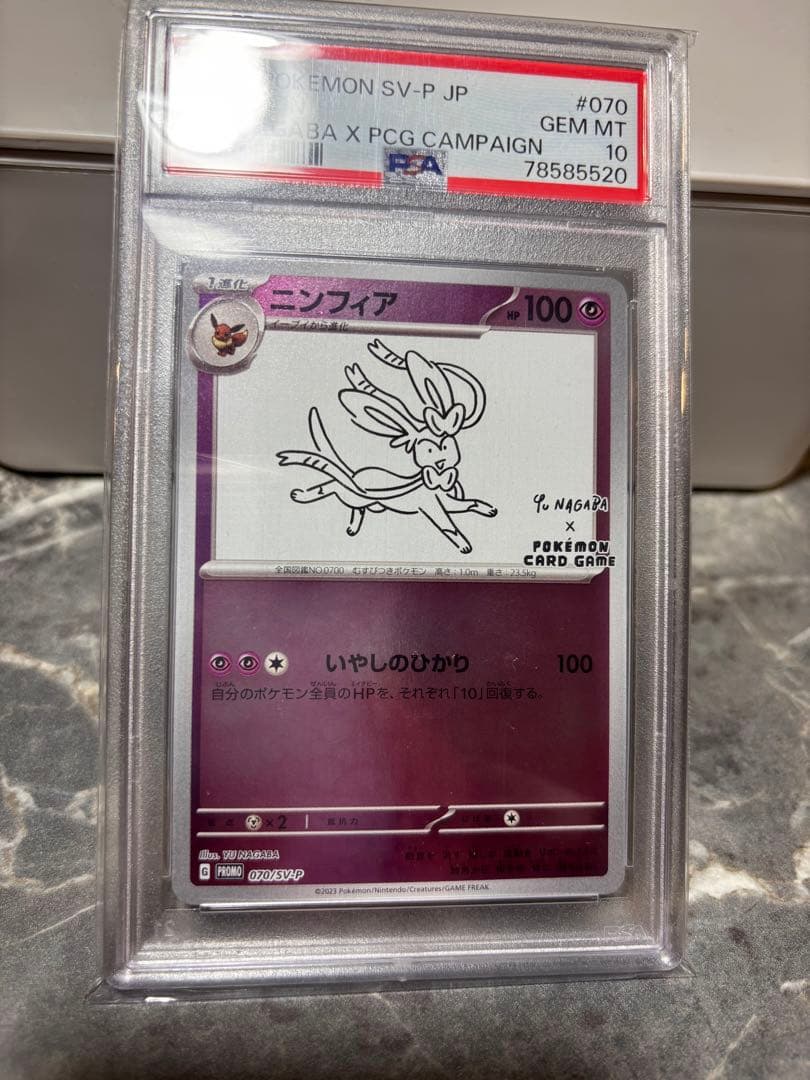 POKEMON SV-P JP
#070
GABA X PCG CAMPAIGN
GEM MT
10
PSA
78585520
1進化
ニンフィア
HP 100
イーブイから進化
Yu NAGABA
X
POKÉMON
CARD GAME
全国図鑑NO.0700 むすびつきポケモン 高さ:1.0m 重さ:23.5kg
いやしのひかり 100
自分のポケモン全員のHPを、それぞれ「10」回復する。
×2 抵抗力
Illus. YU NAGABA
G PROMO 070/SV-P
©2023 Pokémon/Nintendo/Creatures/GAME FREAK